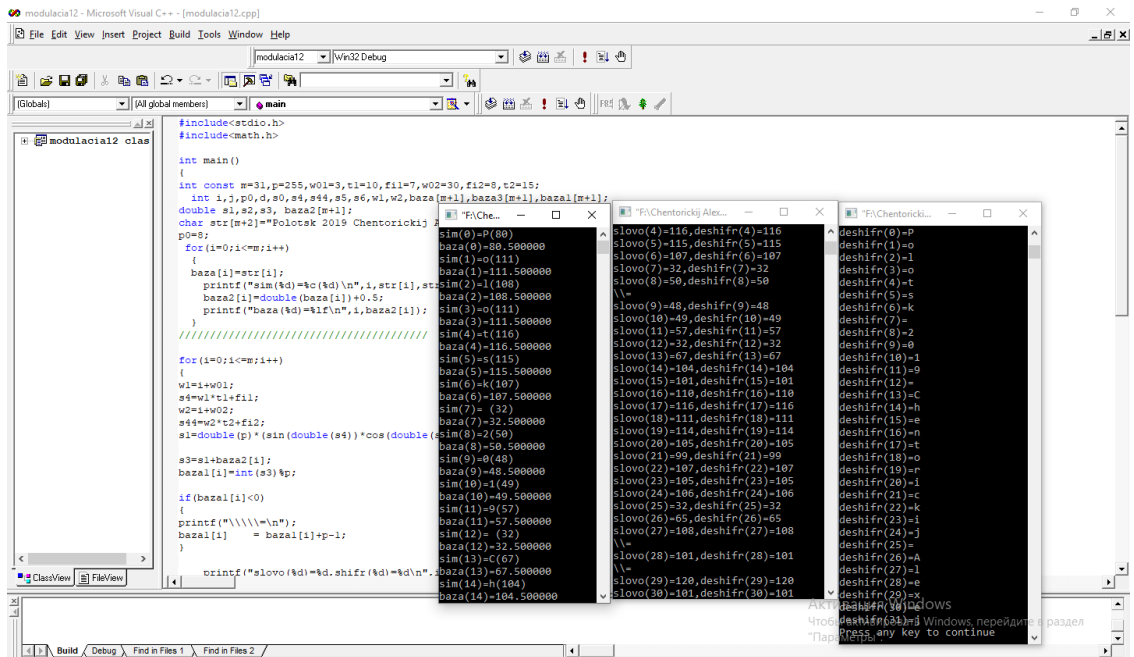 modulacia12 - Microsoft Visual C++ - [modulacia12.cpp]
File Edit View Insert Project Build Tools Window Help
modulacia12 Win32 Debug
(Globals) (All global members) main
modulacia12 clas
ClassView FileView
#include<stdio.h>
#include<math.h>
int main()
{
int const m=31,p=255,w01=3,t1=10,fi1=7,w02=30,fi2=8,t2=15;
int i,j,p0,d,s0,s4,s44,s5,s6,w1,w2,baza[m+1],baza3[m+1],baza1[m+1];
double s1,s2,s3, baza2[m+1];
char str[m+2]="Polotsk 2019 Chentorickij A
p0=8;
for(i=0;i<=m;i++)
{
baza[i]=str[i];
printf("sim(%d)=%c(%d)\n",i,str[i],str
baza2[i]=double(baza[i])+0.5;
printf("baza(%d)=%lf\n",i,baza2[i]);
}
////////////////////////////////////////
for(i=0;i<=m;i++)
{
w1=i+w01;
s4=w1*t1+fi1;
w2=i+w02;
s44=w2*t2+fi2;
s1=double(p)*(sin(double(s4))*cos(double(s
s3=s1+baza2[i];
baza1[i]=int(s3)%p;
if(baza1[i]<0)
{
printf("\\\\\=\n");
baza1[i] = baza1[i]+p-1;
}
printf("slovo(%d)=%d,shifr(%d)=%d\n",i
"F:\Che...
sim(0)=P(80)
baza(0)=80.500000
sim(1)=o(111)
baza(1)=111.500000
sim(2)=l(108)
baza(2)=108.500000
sim(3)=o(111)
baza(3)=111.500000
sim(4)=t(116)
baza(4)=116.500000
sim(5)=s(115)
baza(5)=115.500000
sim(6)=k(107)
baza(6)=107.500000
sim(7)= (32)
baza(7)=32.500000
sim(8)=2(50)
baza(8)=50.500000
sim(9)=0(48)
baza(9)=48.500000
sim(10)=1(49)
baza(10)=49.500000
sim(11)=9(57)
baza(11)=57.500000
sim(12)= (32)
baza(12)=32.500000
sim(13)=C(67)
baza(13)=67.500000
sim(14)=h(104)
baza(14)=104.500000
"F:\Chentorickij Alex...
slovo(4)=116,deshifr(4)=116
slovo(5)=115,deshifr(5)=115
slovo(6)=107,deshifr(6)=107
slovo(7)=32,deshifr(7)=32
slovo(8)=50,deshifr(8)=50
\\=
slovo(9)=48,deshifr(9)=48
slovo(10)=49,deshifr(10)=49
slovo(11)=57,deshifr(11)=57
slovo(12)=32,deshifr(12)=32
slovo(13)=67,deshifr(13)=67
slovo(14)=104,deshifr(14)=104
slovo(15)=101,deshifr(15)=101
slovo(16)=110,deshifr(16)=110
slovo(17)=116,deshifr(17)=116
slovo(18)=111,deshifr(18)=111
slovo(19)=114,deshifr(19)=114
slovo(20)=105,deshifr(20)=105
slovo(21)=99,deshifr(21)=99
slovo(22)=107,deshifr(22)=107
slovo(23)=105,deshifr(23)=105
slovo(24)=106,deshifr(24)=106
slovo(25)=32,deshifr(25)=32
slovo(26)=65,deshifr(26)=65
slovo(27)=108,deshifr(27)=108
\\=
slovo(28)=101,deshifr(28)=101
\\=
slovo(29)=120,deshifr(29)=120
slovo(30)=101,deshifr(30)=101
"F:\Chentoricki...
deshifr(0)=P
deshifr(1)=o
deshifr(2)=l
deshifr(3)=o
deshifr(4)=t
deshifr(5)=s
deshifr(6)=k
deshifr(7)=
deshifr(8)=2
deshifr(9)=0
deshifr(10)=1
deshifr(11)=9
deshifr(12)=
deshifr(13)=C
deshifr(14)=h
deshifr(15)=e
deshifr(16)=n
deshifr(17)=t
deshifr(18)=o
deshifr(19)=r
deshifr(20)=i
deshifr(21)=c
deshifr(22)=k
deshifr(23)=i
deshifr(24)=j
deshifr(25)=
deshifr(26)=A
deshifr(27)=l
deshifr(28)=e
deshifr(29)=x
deshifr(30)=e
deshifr(31)=i
Press any key to continue
Активация Windows
Чтобы активировать Windows, перейдите в раздел
"Параметры".
Build Debug Find in Files 1 Find in Files 2